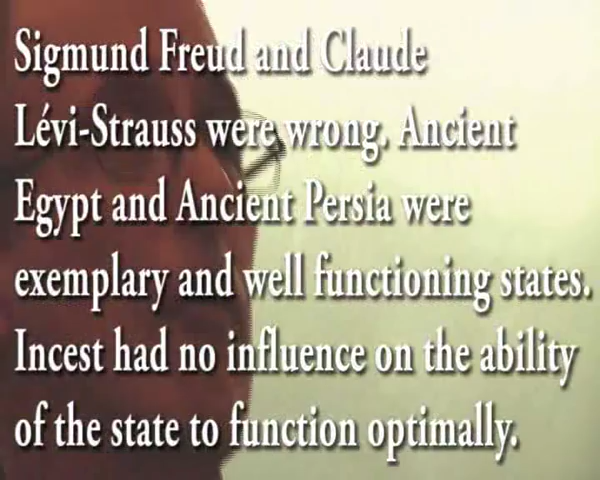 Sigmund Freud and Claude
Lévi-Strauss were wrong. Ancient
Egypt and Ancient Persia were
exemplary and well functioning states.
Incest had no influence on the ability
of the state to function optimally.